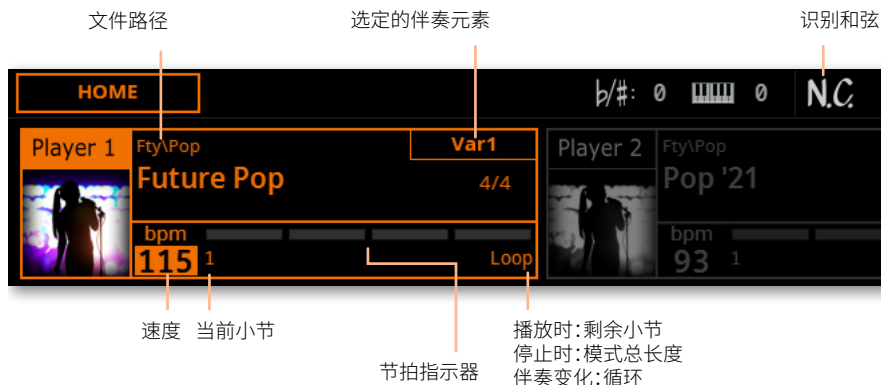 文件路径
选定的伴奏元素
识别和弦
HOME
♭/♯: 0 0
N.C.
Player 1
Fty\Pop
Var1
Future Pop
4/4
bpm
115
1
Loop
Player 2
Fty\Pop
Pop '21
bpm
93
1
速度
当前小节
节拍指示器
播放时:剩余小节
停止时:模式总长度
伴奏变化:循环